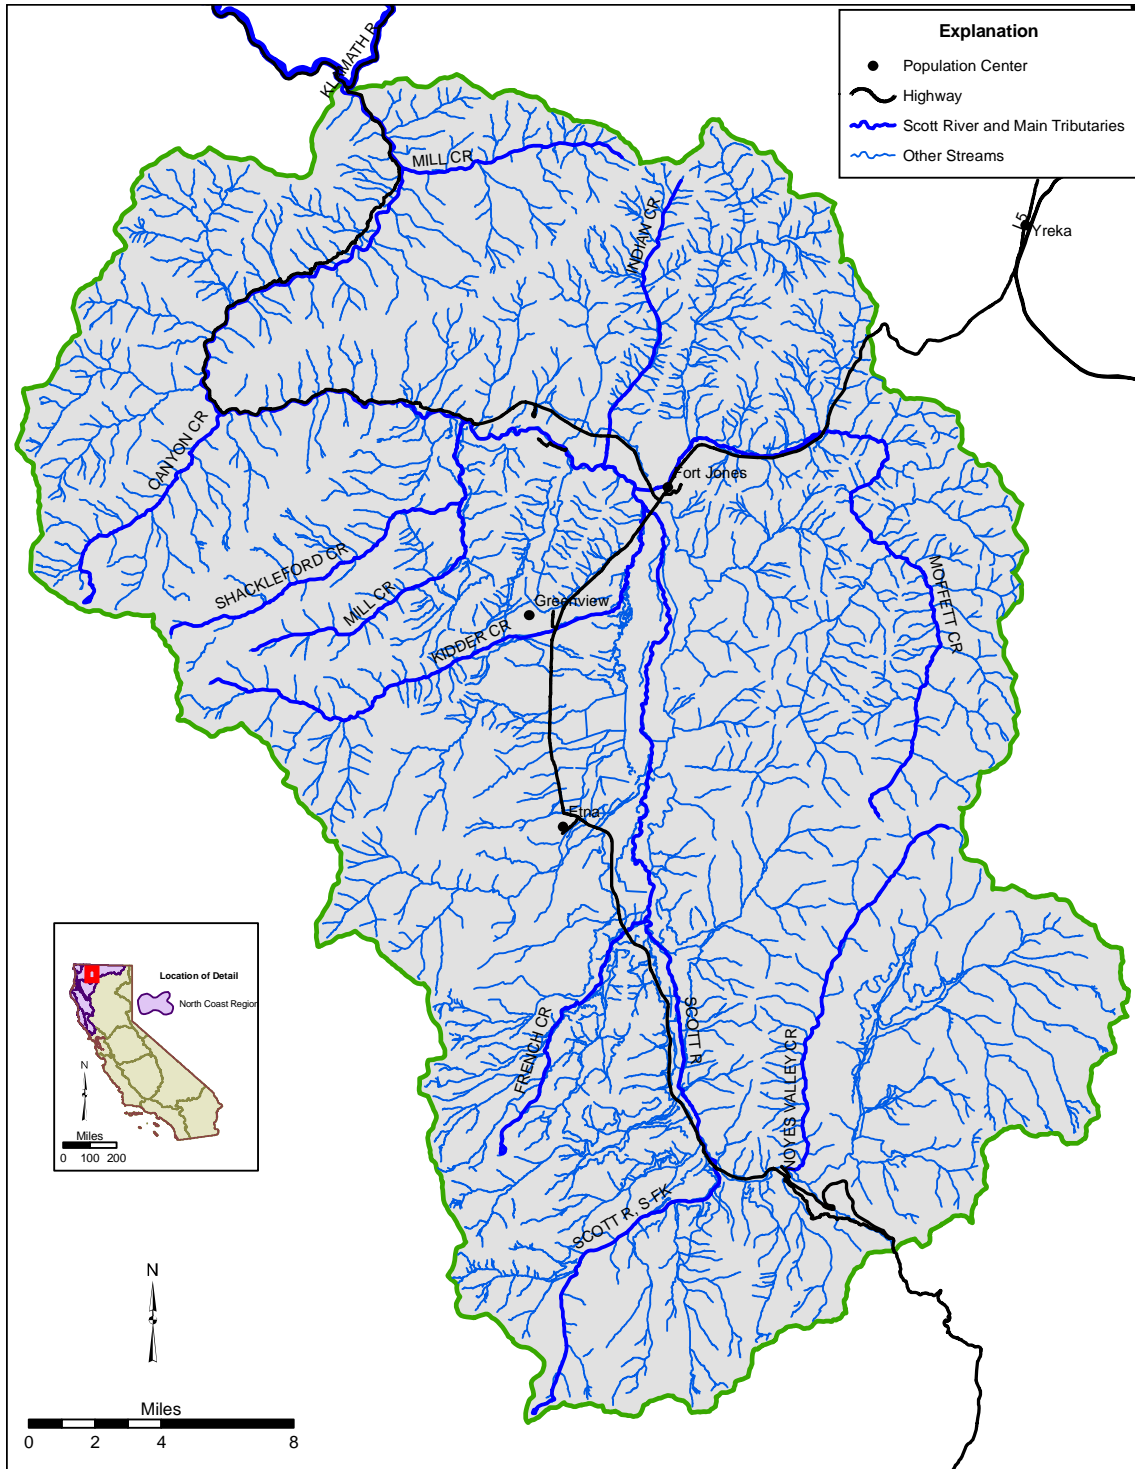 Explanation
Population Center
Highway
Scott River and Main Tributaries
Other Streams
KLAMATH R
MILL CR
INDIAN CR
I-5
Yreka
CANYON CR
Fort Jones
SHACKLEFORD CR
MILL CR
Greenview
KIDDER CR
MOFFETT CR
Etna
FRENCH CR
SCOTT R
NOYES VALLEY CR
SCOTT R, S FK
Location of Detail
North Coast Region
N
Miles
0 100 200
N
Miles
0 2 4 8